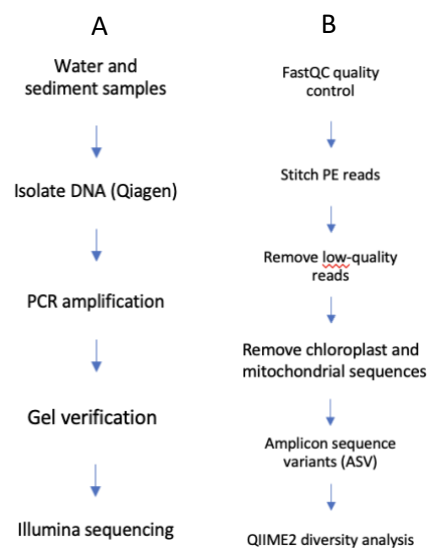 A
Water and
sediment samples
Isolate DNA (Qiagen)
PCR amplification
Gel verification
Illumina sequencing
B
FastQC quality
control
Stitch PE reads
Remove low-quality
reads
Remove chloroplast and
mitochondrial sequences
Amplicon sequence
variants (ASV)
QIIME2 diversity analysis